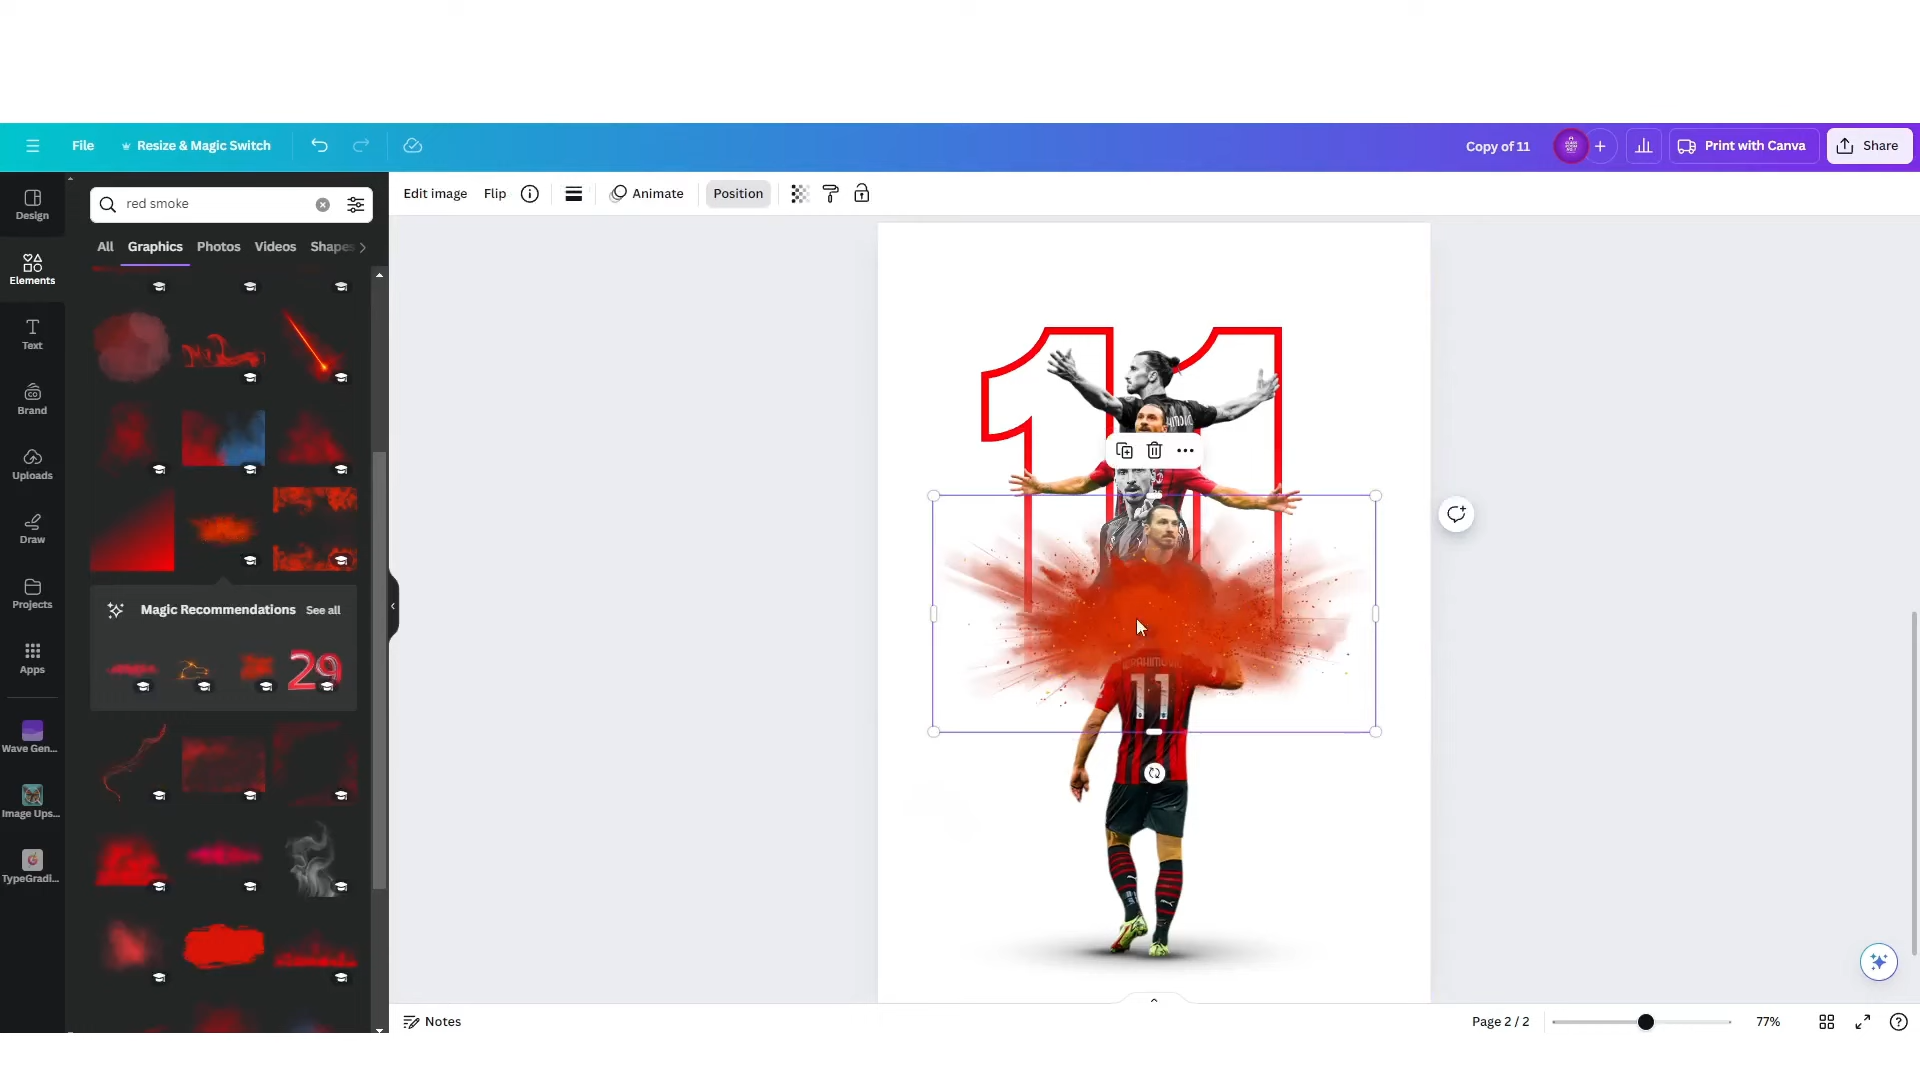 File
Resize & Magic Switch
Copy of 11
Print with Canva
Share
Design
Elements
Text
Brand
Uploads
Draw
Projects
Apps
Wave Gen...
Image Ups...
TypeGradi...
red smoke
All
Graphics
Photos
Videos
Shapes
Magic Recommendations
See all
29
Edit image
Flip
Animate
Position
11
11
Notes
Page 2 / 2
77%